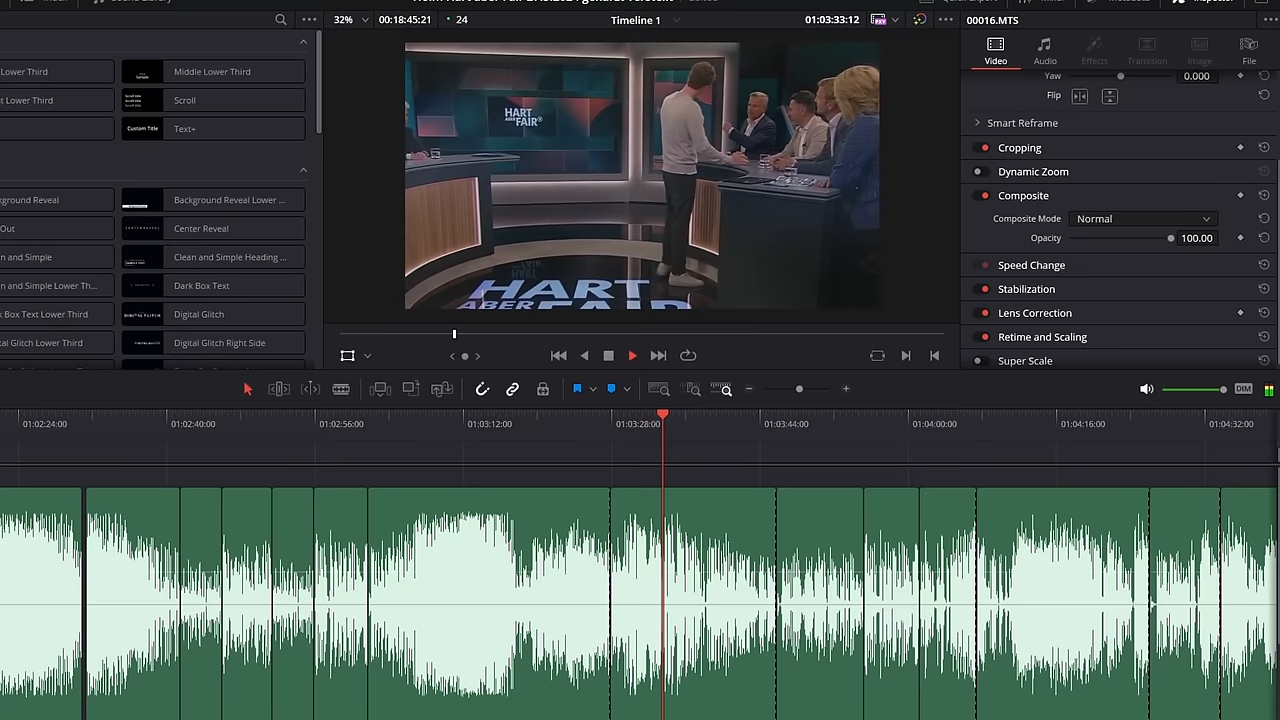 32%
00:18:45:21
24
Timeline 1
01:03:33:12
00016.MTS
Lower Third
Middle Lower Third
Lower Third
Scroll
Custom Title
Text+
Background Reveal Lower ...
Out
Center Reveal
and Simple
Clean and Simple Heading ...
and Simple Lower Th...
Dark Box Text
Box Text Lower Third
Digital Glitch
Glitch Lower Third
Digital Glitch Right Side
HART
ABER
FAIR
HART
ABER FAIR
Video
Audio
Effects
Transition
Image
File
Yaw
0.000
Flip
Smart Reframe
Cropping
Dynamic Zoom
Composite
Composite Mode
Normal
Opacity
100.00
Speed Change
Stabilization
Lens Correction
Retime and Scaling
Super Scale
DIM
01:02:24:00
01:02:40:00
01:02:56:00
01:03:12:00
01:03:28:00
01:03:44:00
01:04:00:00
01:04:16:00
01:04:32:00